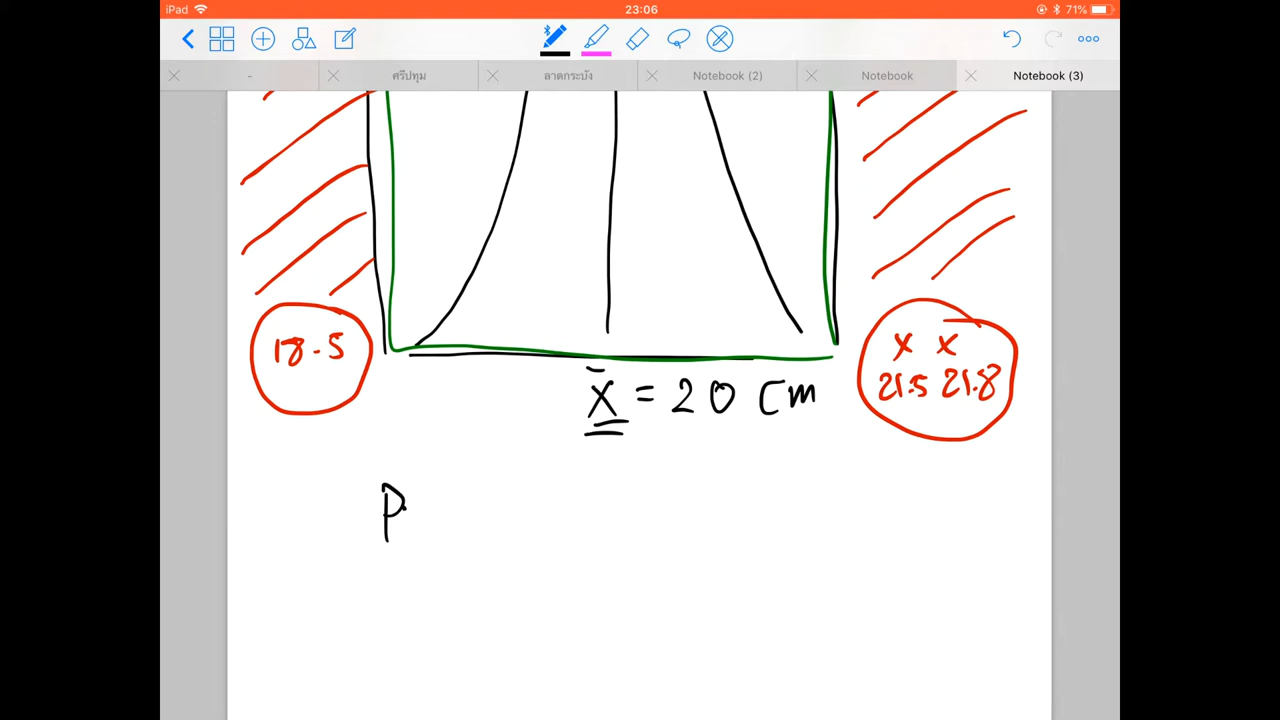 iPad 23:06 71%
- ศรีปทุม ลาดกระบัง Notebook (2) Notebook Notebook (3)
18.5
x x
21.5 21.8
x̄ = 20 cm
P